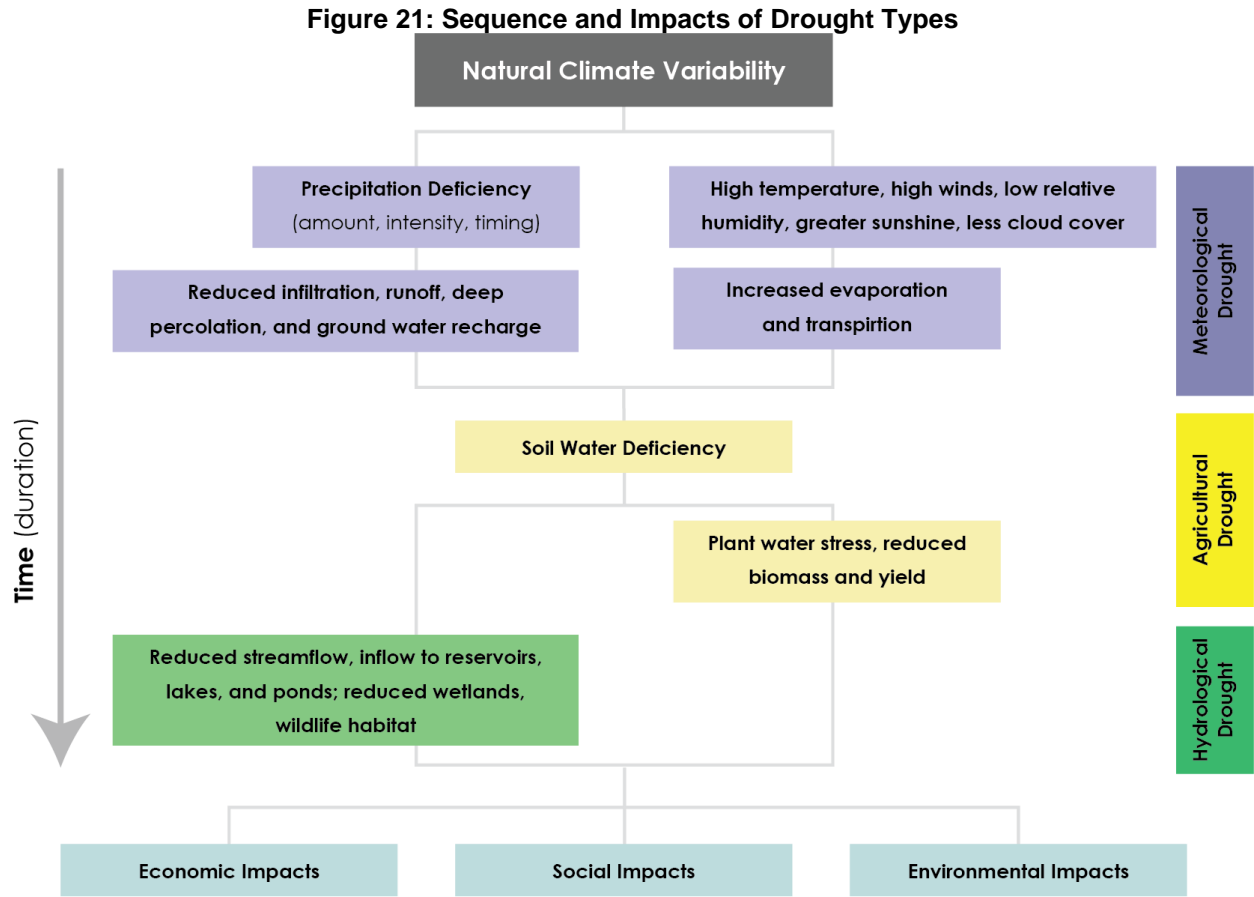 Figure 21: Sequence and Impacts of Drought Types
Natural Climate Variability
Precipitation Deficiency
(amount, intensity, timing)
High temperature, high winds, low relative
humidity, greater sunshine, less cloud cover
Reduced infiltration, runoff, deep
percolation, and ground water recharge
Increased evaporation
and transpirtion
Meteorological
Drought
Time (duration)
Soil Water Deficiency
Plant water stress, reduced
biomass and yield
Agricultural
Drought
Reduced streamflow, inflow to reservoirs,
lakes, and ponds; reduced wetlands,
wildlife habitat
Hydrological
Drought
Economic Impacts
Social Impacts
Environmental Impacts